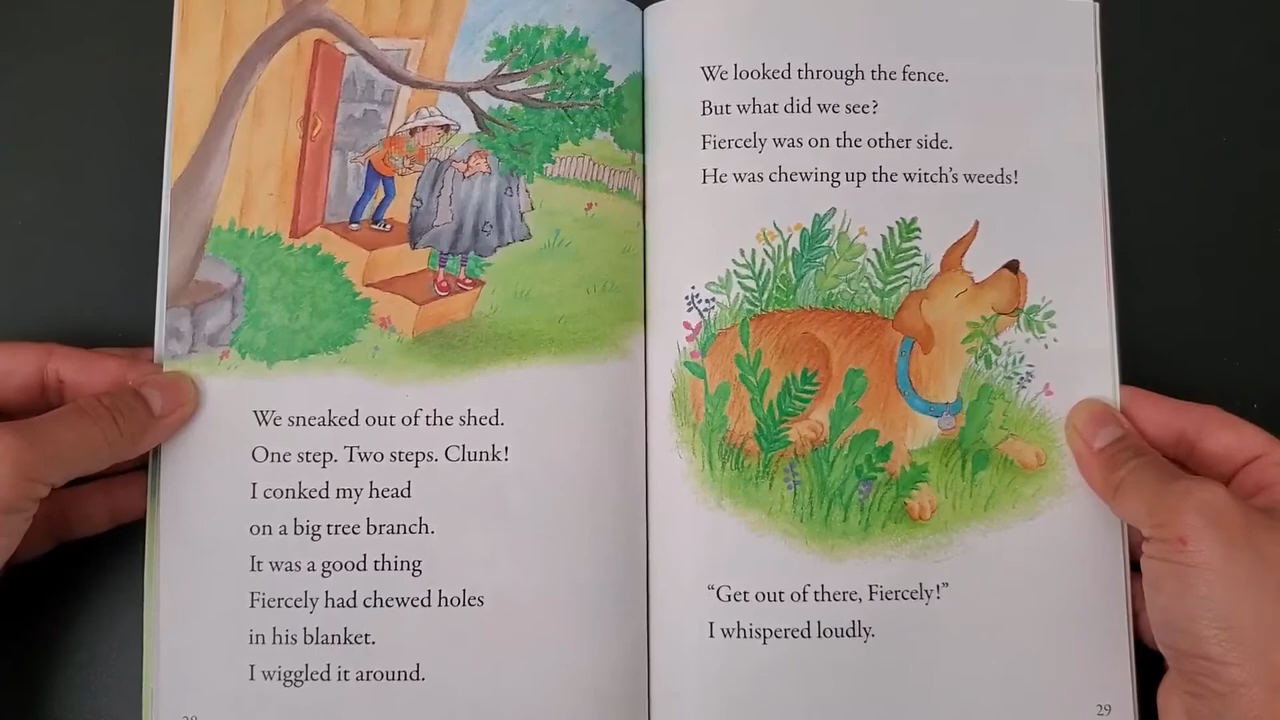 We sneaked out of the shed.
One step. Two steps. Clunk!
I conked my head
on a big tree branch.
It was a good thing
Fiercely had chewed holes
in his blanket.
I wiggled it around.
28
We looked through the fence.
But what did we see?
Fiercely was on the other side.
He was chewing up the witch’s weeds!
“Get out of there, Fiercely!”
I whispered loudly.
29